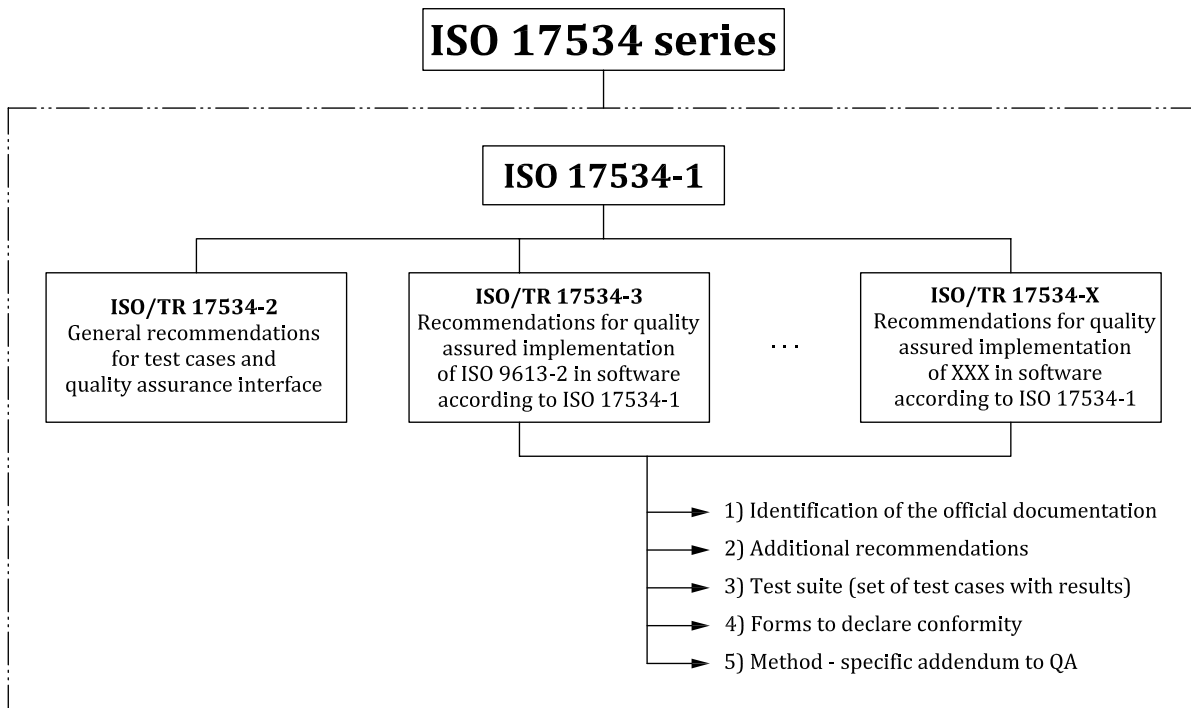 ISO 17534 series
ISO 17534-1
ISO/TR 17534-2
General recommendations
for test cases and
quality assurance interface
ISO/TR 17534-3
Recommendations for quality
assured implementation
of ISO 9613-2 in software
according to ISO 17534-1
. . .
ISO/TR 17534-X
Recommendations for quality
assured implementation
of XXX in software
according to ISO 17534-1
1) Identification of the official documentation
2) Additional recommendations
3) Test suite (set of test cases with results)
4) Forms to declare conformity
5) Method - specific addendum to QA